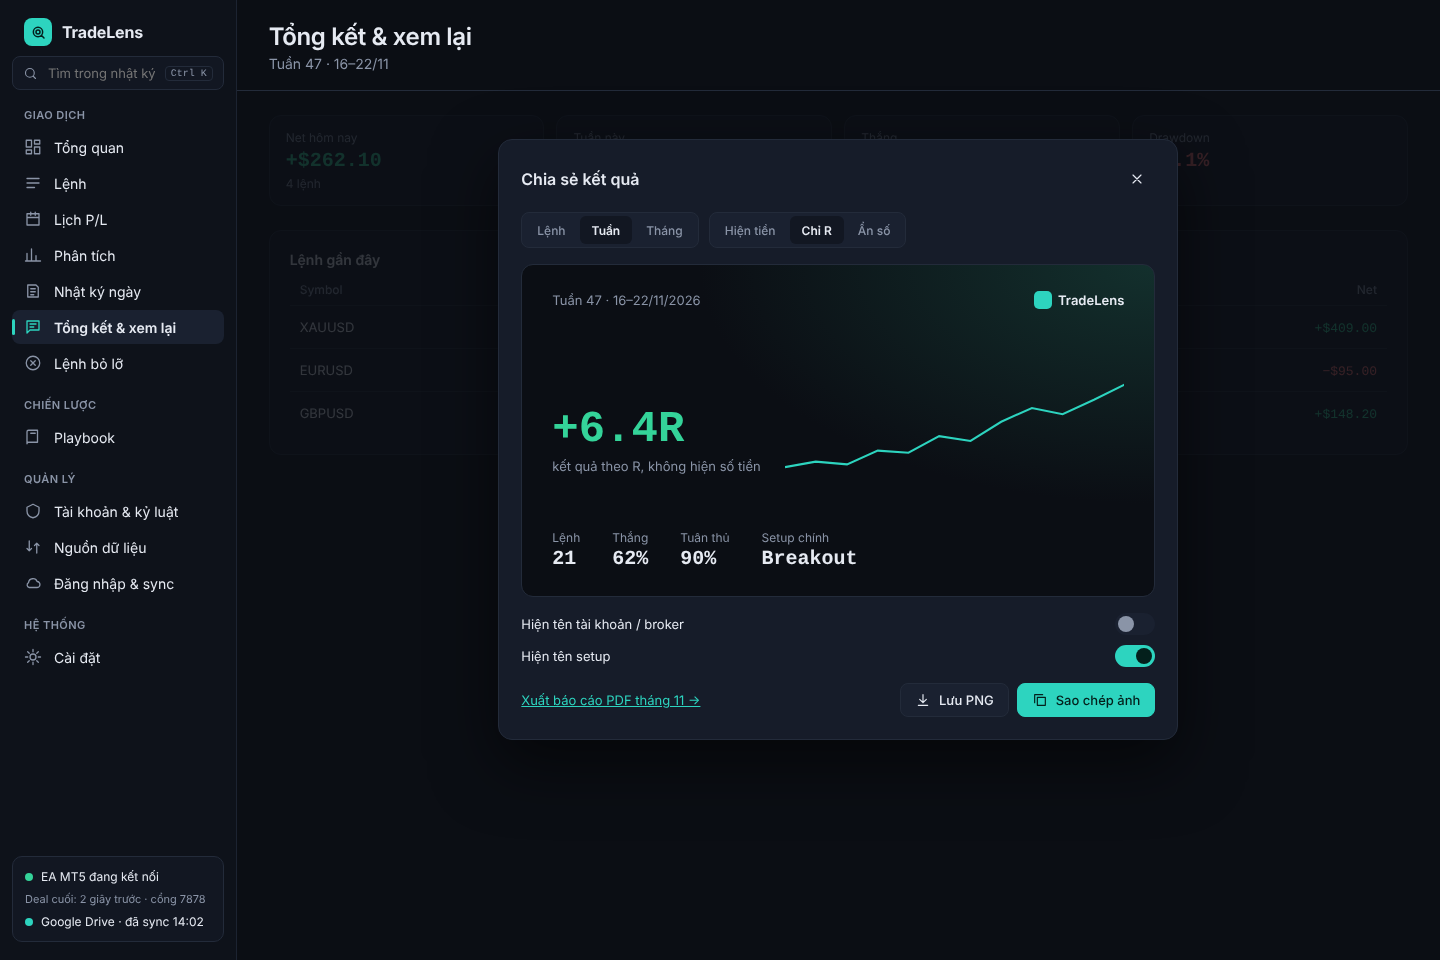 TradeLens
Tìm trong nhật ký
Ctrl K
GIAO DỊCH
Tổng quan
Lệnh
Lịch P/L
Phân tích
Nhật ký ngày
Tổng kết & xem lại
Lệnh bỏ lỡ
CHIẾN LƯỢC
Playbook
QUẢN LÝ
Tài khoản & kỷ luật
Nguồn dữ liệu
Đăng nhập & sync
HỆ THỐNG
Cài đặt
EA MT5 đang kết nối
Deal cuối: 2 giây trước · cổng 7878
Google Drive · đã sync 14:02
Tổng kết & xem lại
Tuần 47 · 16–22/11
Net hôm nay
+$262.10
4 lệnh
Tuần này
Tháng
Drawdown
.1%
Lệnh gần đây
Symbol
Net
XAUUSD
+$409.00
EURUSD
−$95.00
GBPUSD
+$148.20
Chia sẻ kết quả
Lệnh
Tuần
Tháng
Hiện tiền
Chỉ R
Ẩn số
Tuần 47 · 16–22/11/2026
TradeLens
+6.4R
kết quả theo R, không hiện số tiền
Lệnh
21
Thắng
62%
Tuân thủ
90%
Setup chính
Breakout
Hiện tên tài khoản / broker
Hiện tên setup
Xuất báo cáo PDF tháng 11 →
Lưu PNG
Sao chép ảnh